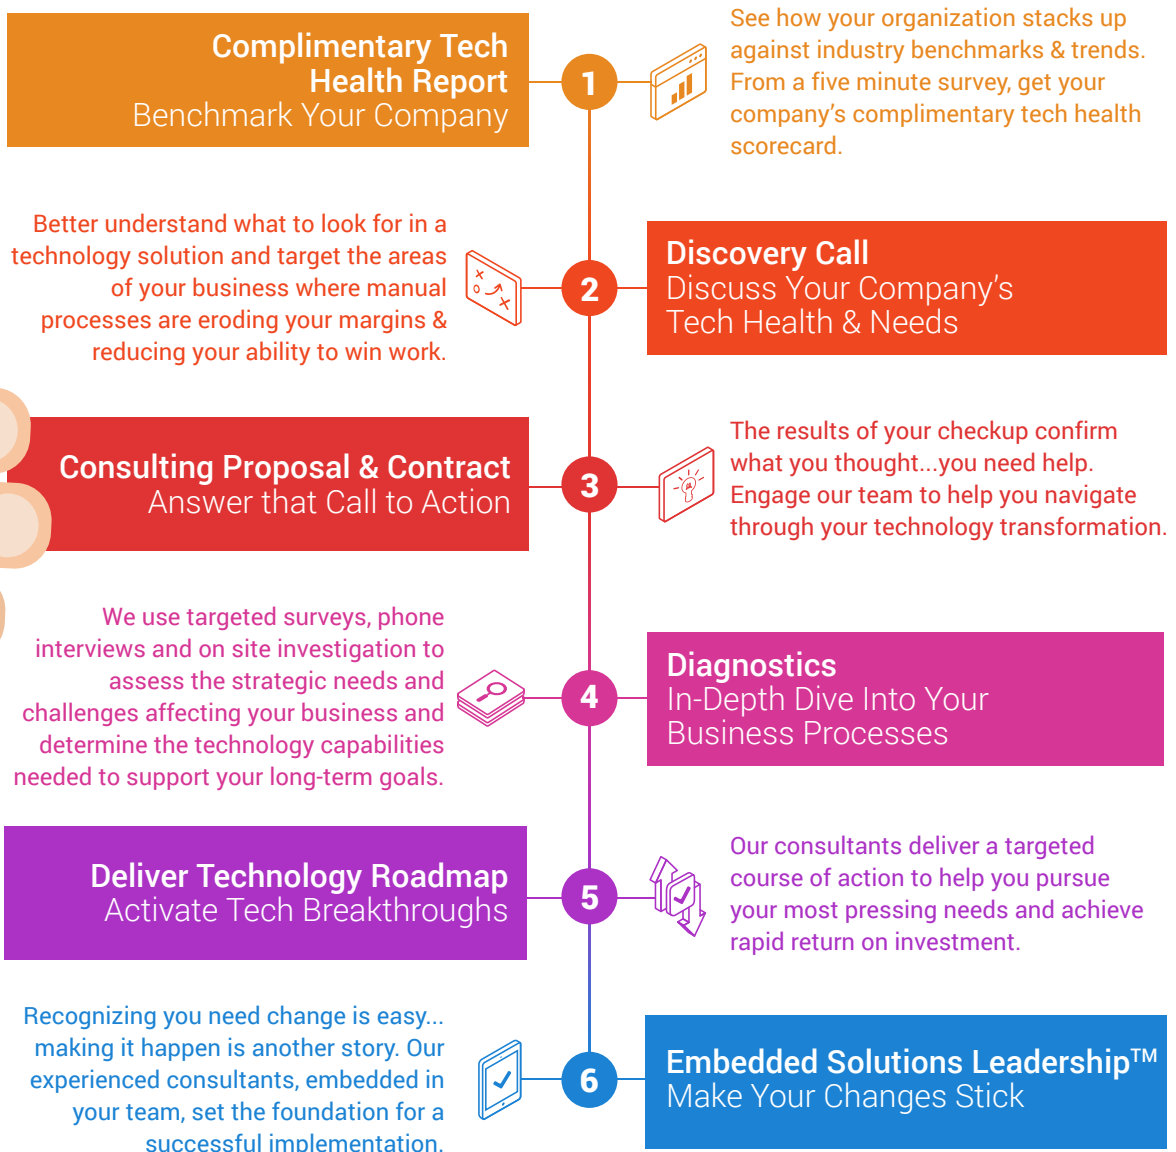 Complimentary Tech
Health Report
Benchmark Your Company
1
See how your organization stacks up
against industry benchmarks & trends.
From a five minute survey, get your
company’s complimentary tech health
scorecard.
Better understand what to look for in a
technology solution and target the areas
of your business where manual
processes are eroding your margins &
reducing your ability to win work.
2
Discovery Call
Discuss Your Company’s
Tech Health & Needs
Consulting Proposal & Contract
Answer that Call to Action
3
The results of your checkup confirm
what you thought...you need help.
Engage our team to help you navigate
through your technology transformation.
We use targeted surveys, phone
interviews and on site investigation to
assess the strategic needs and
challenges affecting your business and
determine the technology capabilities
needed to support your long-term goals.
4
Diagnostics
In-Depth Dive Into Your
Business Processes
Deliver Technology Roadmap
Activate Tech Breakthroughs
5
Our consultants deliver a targeted
course of action to help you pursue
your most pressing needs and achieve
rapid return on investment.
Recognizing you need change is easy...
making it happen is another story. Our
experienced consultants, embedded in
your team, set the foundation for a
successful implementation.
6
Embedded Solutions Leadership™
Make Your Changes Stick